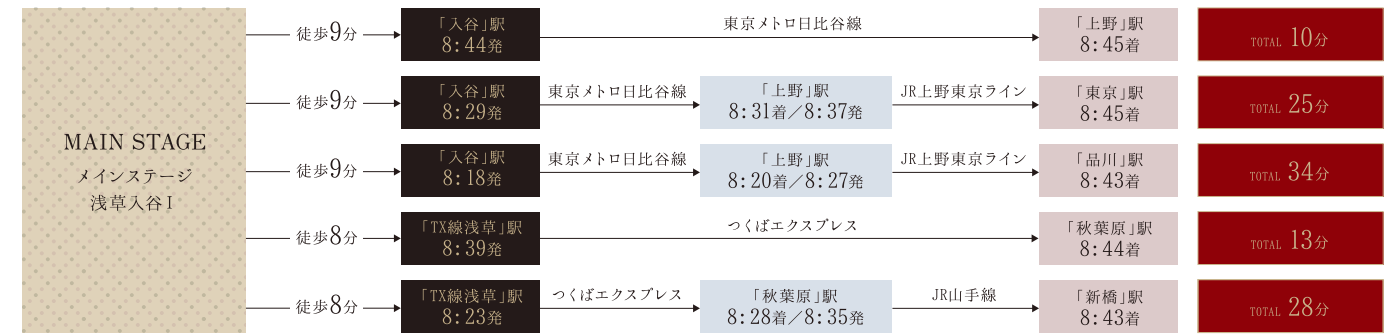 MAIN STAGE
メインステージ
浅草入谷Ⅰ
徒歩9分
「入谷」駅
8:44発
東京メトロ日比谷線
「上野」駅
8:45着
TOTAL 10分
徒歩9分
「入谷」駅
8:29発
東京メトロ日比谷線
「上野」駅
8:31着／8:37発
JR上野東京ライン
「東京」駅
8:45着
TOTAL 25分
徒歩9分
「入谷」駅
8:18発
東京メトロ日比谷線
「上野」駅
8:20着／8:27発
JR上野東京ライン
「品川」駅
8:43着
TOTAL 34分
徒歩8分
「TX線浅草」駅
8:39発
つくばエクスプレス
「秋葉原」駅
8:44着
TOTAL 13分
徒歩8分
「TX線浅草」駅
8:23発
つくばエクスプレス
「秋葉原」駅
8:28着／8:35発
JR山手線
「新橋」駅
8:43着
TOTAL 28分